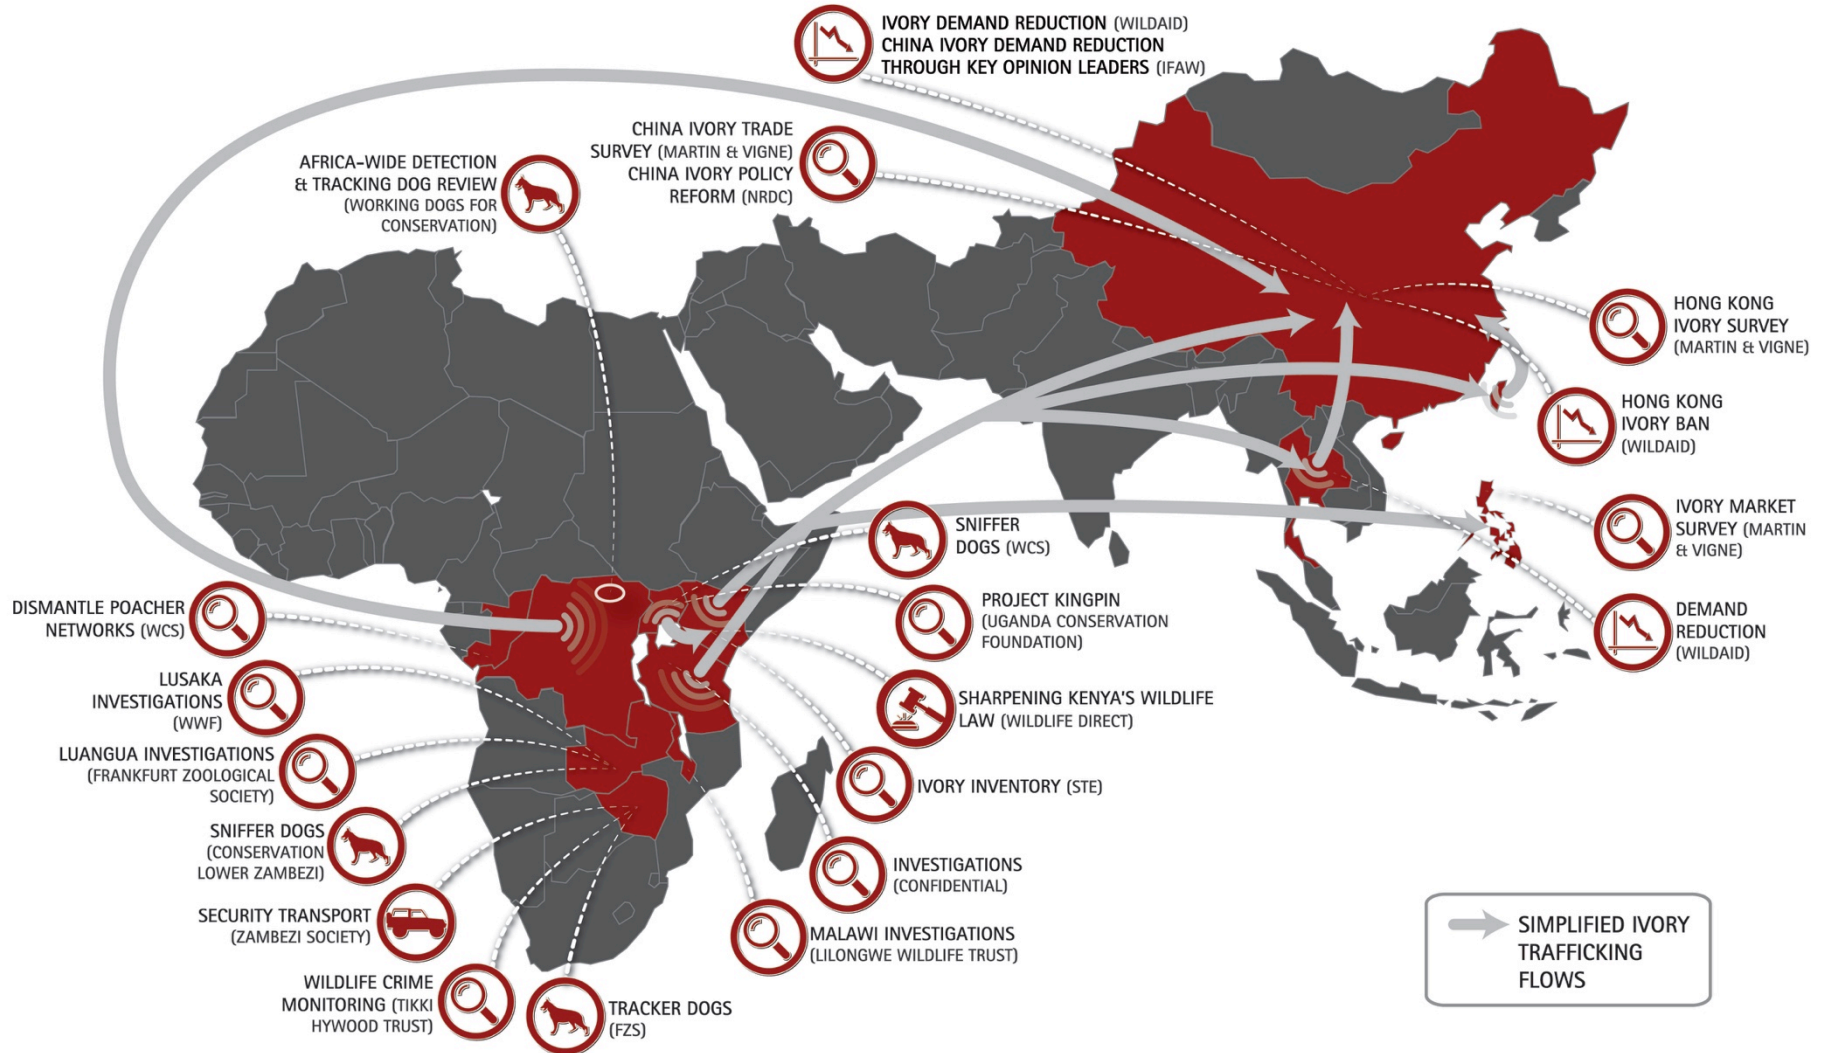 IVORY DEMAND REDUCTION (WILDAID)
CHINA IVORY DEMAND REDUCTION
THROUGH KEY OPINION LEADERS (IFAW)
CHINA IVORY TRADE
SURVEY (MARTIN & VIGNE)
CHINA IVORY POLICY
REFORM (NRDC)
AFRICA-WIDE DETECTION
& TRACKING DOG REVIEW
(WORKING DOGS FOR
CONSERVATION)
HONG KONG
IVORY SURVEY
(MARTIN & VIGNE)
HONG KONG
IVORY BAN
(WILDAID)
IVORY MARKET
SURVEY (MARTIN
& VIGNE)
DEMAND
REDUCTION
(WILDAID)
SNIFFER
DOGS (WCS)
PROJECT KINGPIN
(UGANDA CONSERVATION
FOUNDATION)
SHARPENING KENYA'S WILDLIFE
LAW (WILDLIFE DIRECT)
IVORY INVENTORY (STE)
INVESTIGATIONS
(CONFIDENTIAL)
MALAWI INVESTIGATIONS
(LILONGWE WILDLIFE TRUST)
DISMANTLE POACHER
NETWORKS (WCS)
LUSAKA
INVESTIGATIONS
(WWF)
LUANGUA INVESTIGATIONS
(FRANKFURT ZOOLOGICAL
SOCIETY)
SNIFFER DOGS
(CONSERVATION
LOWER ZAMBEZI)
SECURITY TRANSPORT
(ZAMBEZI SOCIETY)
WILDLIFE CRIME
MONITORING (TIKKI
HYWOOD TRUST)
TRACKER DOGS
(FZS)
SIMPLIFIED IVORY
TRAFFICKING
FLOWS